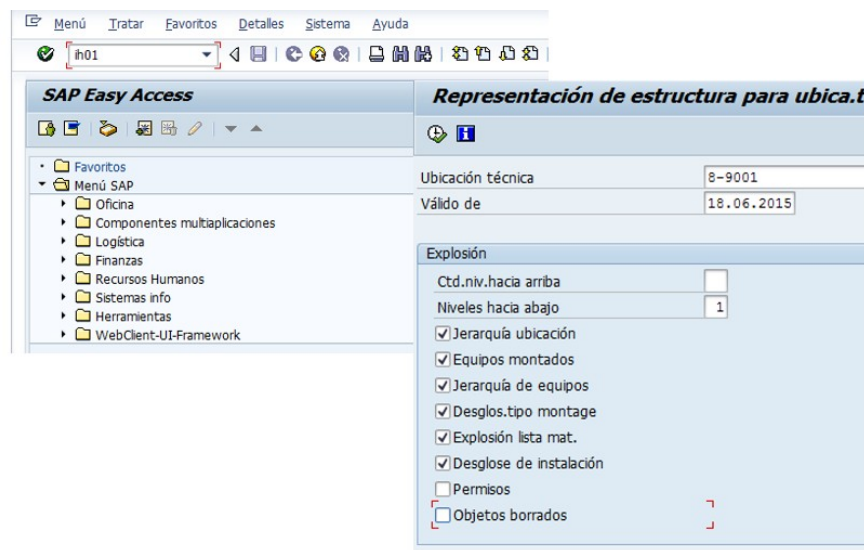 Menú Tratar Favoritos Detalles Sistema Ayuda
ih01
SAP Easy Access
Favoritos
Menú SAP
Oficina
Componentes multiaplicaciones
Logística
Finanzas
Recursos Humanos
Sistemas info
Herramientas
WebClient-UI-Framework
Representación de estructura para ubica.t
Ubicación técnica 8-9001
Válido de 18.06.2015
Explosión
Ctd.niv.hacia arriba
Niveles hacia abajo 1
Jerarquía ubicación
Equipos montados
Jerarquía de equipos
Desglos.tipo montage
Explosión lista mat.
Desglose de instalación
Permisos
Objetos borrados